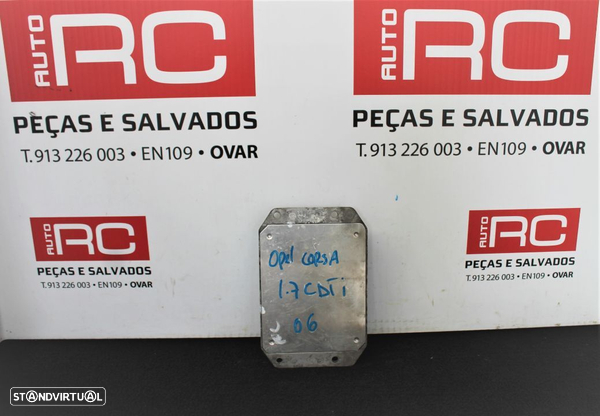 AUTO RC
PEÇAS E SALVADOS
T. 913 226 003 • EN109 • OVAR
AUTO RC
PEÇAS E SALVADOS
T. 913 226 003 • EN109 • OVAR
AUTO RC
PEÇAS E SALVADOS
T. 913 226 003 • EN109 • OVAR
AUTO RC
PEÇAS E SALVADOS
T. 913 226 003 • EN109 • OVAR
Opel CORSA
1.7 CDTi
06
STANDVIRTUAL